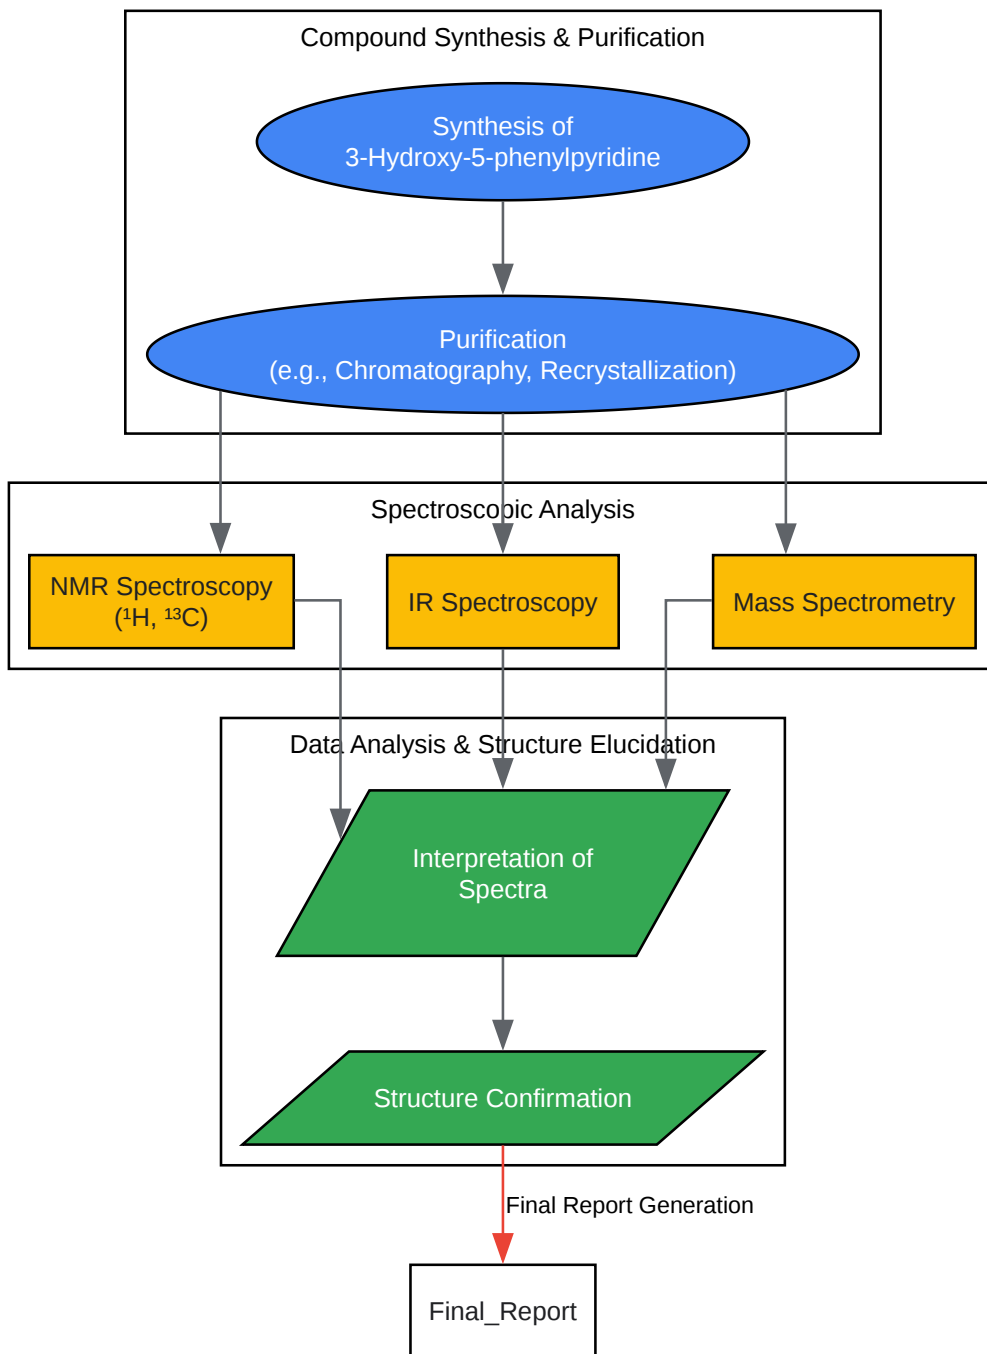 Compound Synthesis & Purification
Synthesis of
3-Hydroxy-5-phenylpyridine
Purification
(e.g., Chromatography, Recrystallization)
Spectroscopic Analysis
NMR Spectroscopy
(¹H, ¹³C)
IR Spectroscopy
Mass Spectrometry
Data Analysis & Structure Elucidation
Interpretation of
Spectra
Structure Confirmation
Final Report Generation
Final_Report